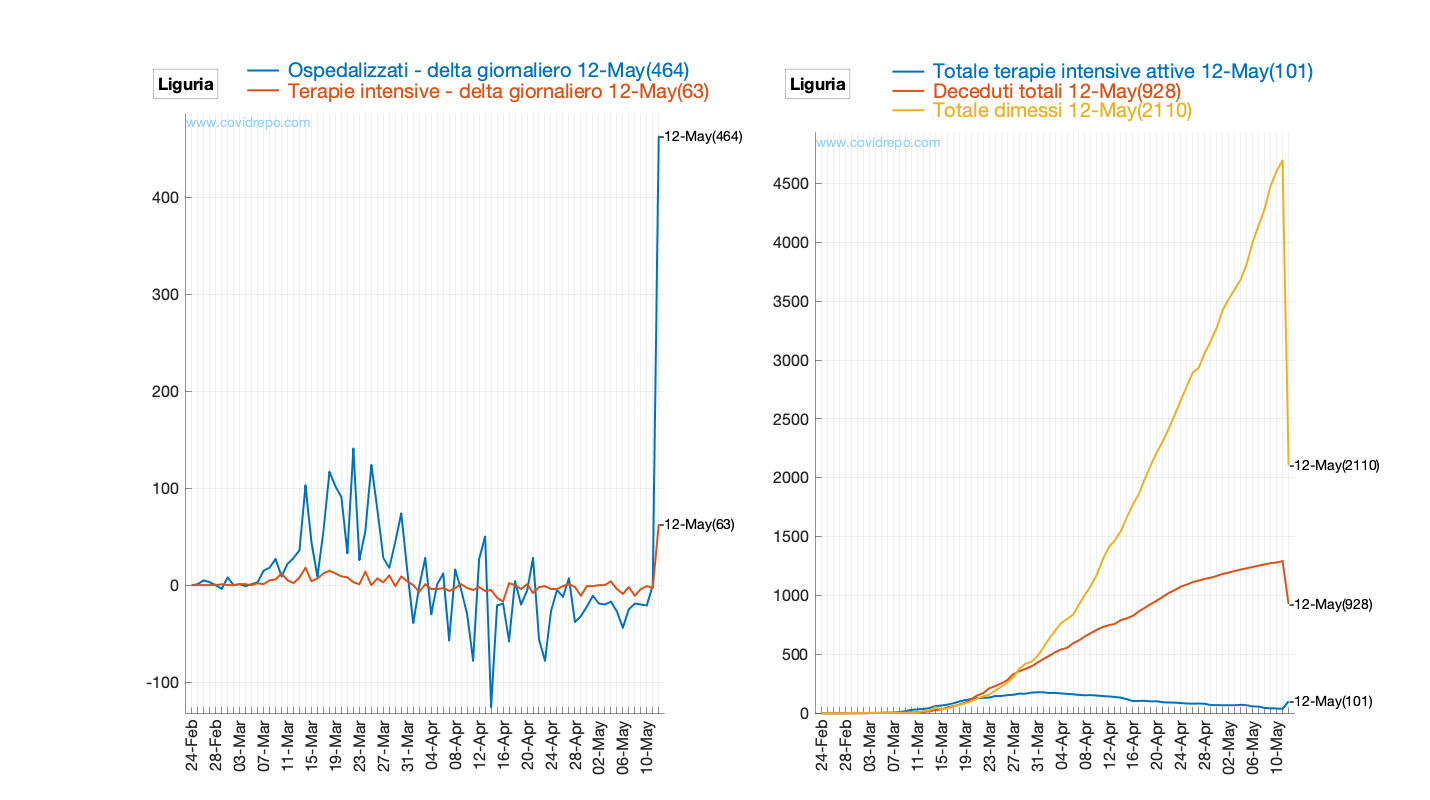 Liguria
Ospedalizzati - delta giornaliero 12-May(464)
Terapie intensive - delta giornaliero 12-May(63)
www.covidrepo.com
12-May(464)
400
300
200
100
12-May(63)
0
-100
24-Feb
28-Feb
03-Mar
07-Mar
11-Mar
15-Mar
19-Mar
23-Mar
27-Mar
31-Mar
04-Apr
08-Apr
12-Apr
16-Apr
20-Apr
24-Apr
28-Apr
02-May
06-May
10-May
Liguria
Totale terapie intensive attive 12-May(101)
Deceduti totali 12-May(928)
Totale dimessi 12-May(2110)
www.covidrepo.com
4500
4000
3500
3000
2500
2000
12-May(2110)
1500
1000
12-May(928)
500
12-May(101)
0
24-Feb
28-Feb
03-Mar
07-Mar
11-Mar
15-Mar
19-Mar
23-Mar
27-Mar
31-Mar
04-Apr
08-Apr
12-Apr
16-Apr
20-Apr
24-Apr
28-Apr
02-May
06-May
10-May